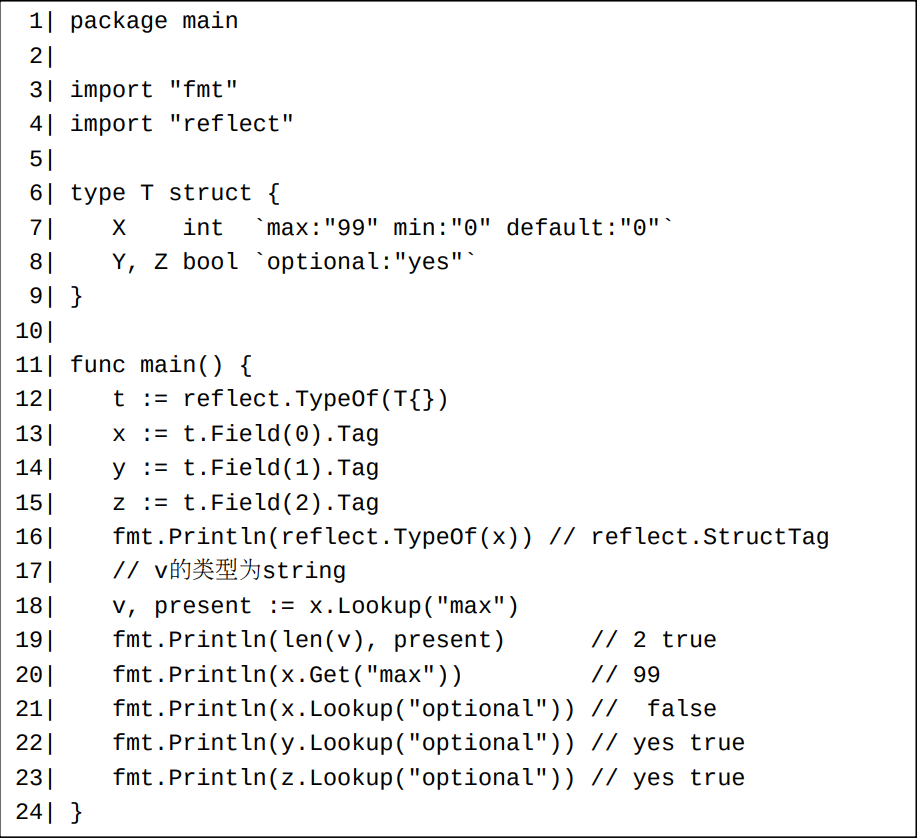 1| package main
2|
3| import "fmt"
4| import "reflect"
5|
6| type T struct {
7|    X    int  `max:"99" min:"0" default:"0"`
8|    Y, Z bool `optional:"yes"`
9| }
10|
11| func main() {
12|    t := reflect.TypeOf(T{})
13|    x := t.Field(0).Tag
14|    y := t.Field(1).Tag
15|    z := t.Field(2).Tag
16|    fmt.Println(reflect.TypeOf(x)) // reflect.StructTag
17|    // v的类型为string
18|    v, present := x.Lookup("max")
19|    fmt.Println(len(v), present)      // 2 true
20|    fmt.Println(x.Get("max"))         // 99
21|    fmt.Println(x.Lookup("optional")) //  false
22|    fmt.Println(y.Lookup("optional")) // yes true
23|    fmt.Println(z.Lookup("optional")) // yes true
24| }